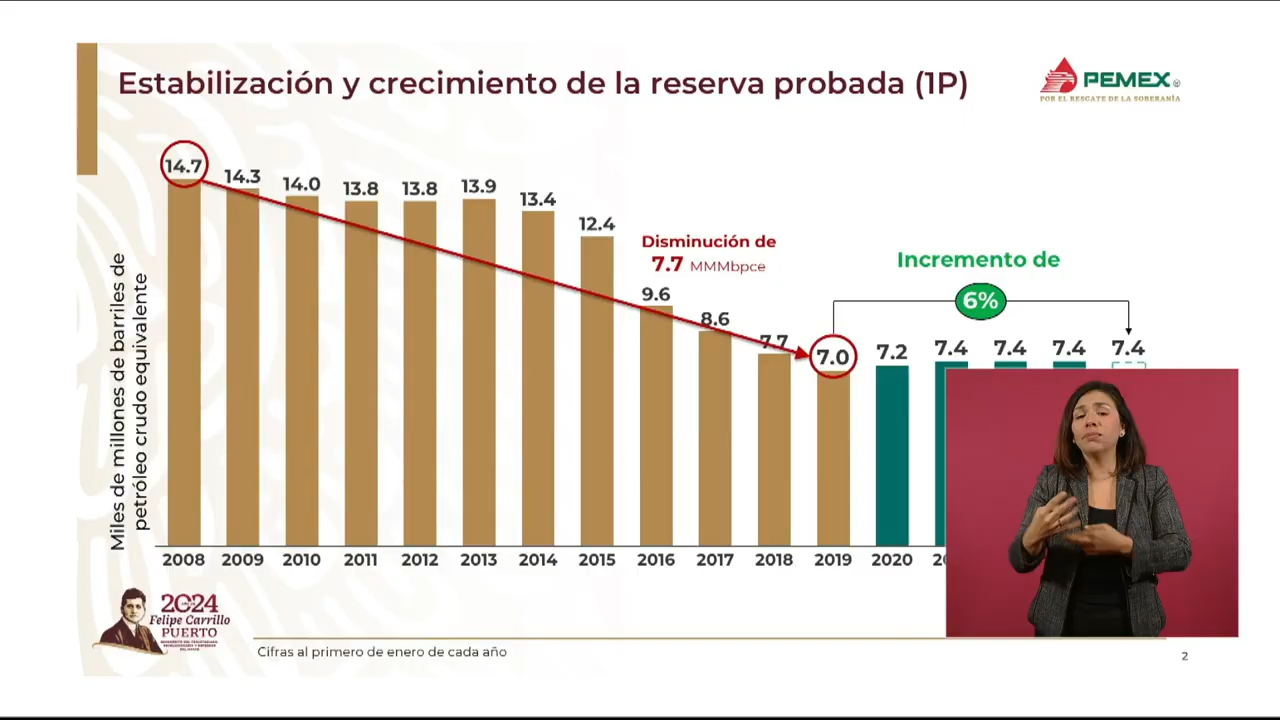 Estabilización y crecimiento de la reserva probada (1P)
PEMEX
POR EL RESCATE DE LA SOBERANÍA
14.7
14.3
14.0
13.8
13.8
13.9
13.4
12.4
Disminución de
7.7 MMMbpce
9.6
8.6
7.7
7.0
Incremento de
6%
7.2
7.4
7.4
7.4
7.4
Miles de millones de barriles de
petróleo crudo equivalente
2008 2009 2010 2011 2012 2013 2014 2015 2016 2017 2018 2019 2020
2024
Felipe Carrillo
PUERTO
Cifras al primero de enero de cada año
2